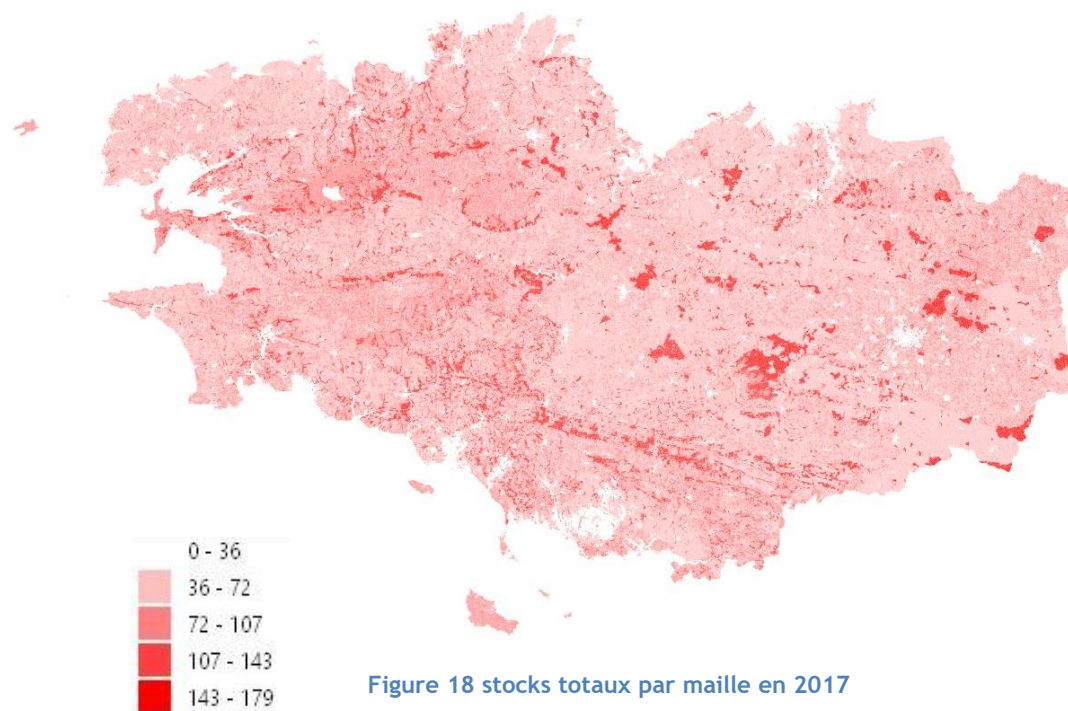 0 - 36
36 - 72
72 - 107
107 - 143
143 - 179
Figure 18 stocks totaux par maille en 2017